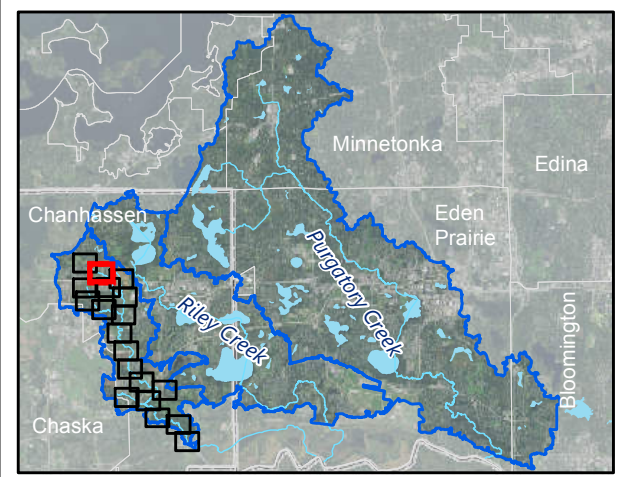 Minnetonka
Edina
Chanhassen
Eden
Prairie
Purgatory Creek
Riley Creek
Bloomington
Chaska